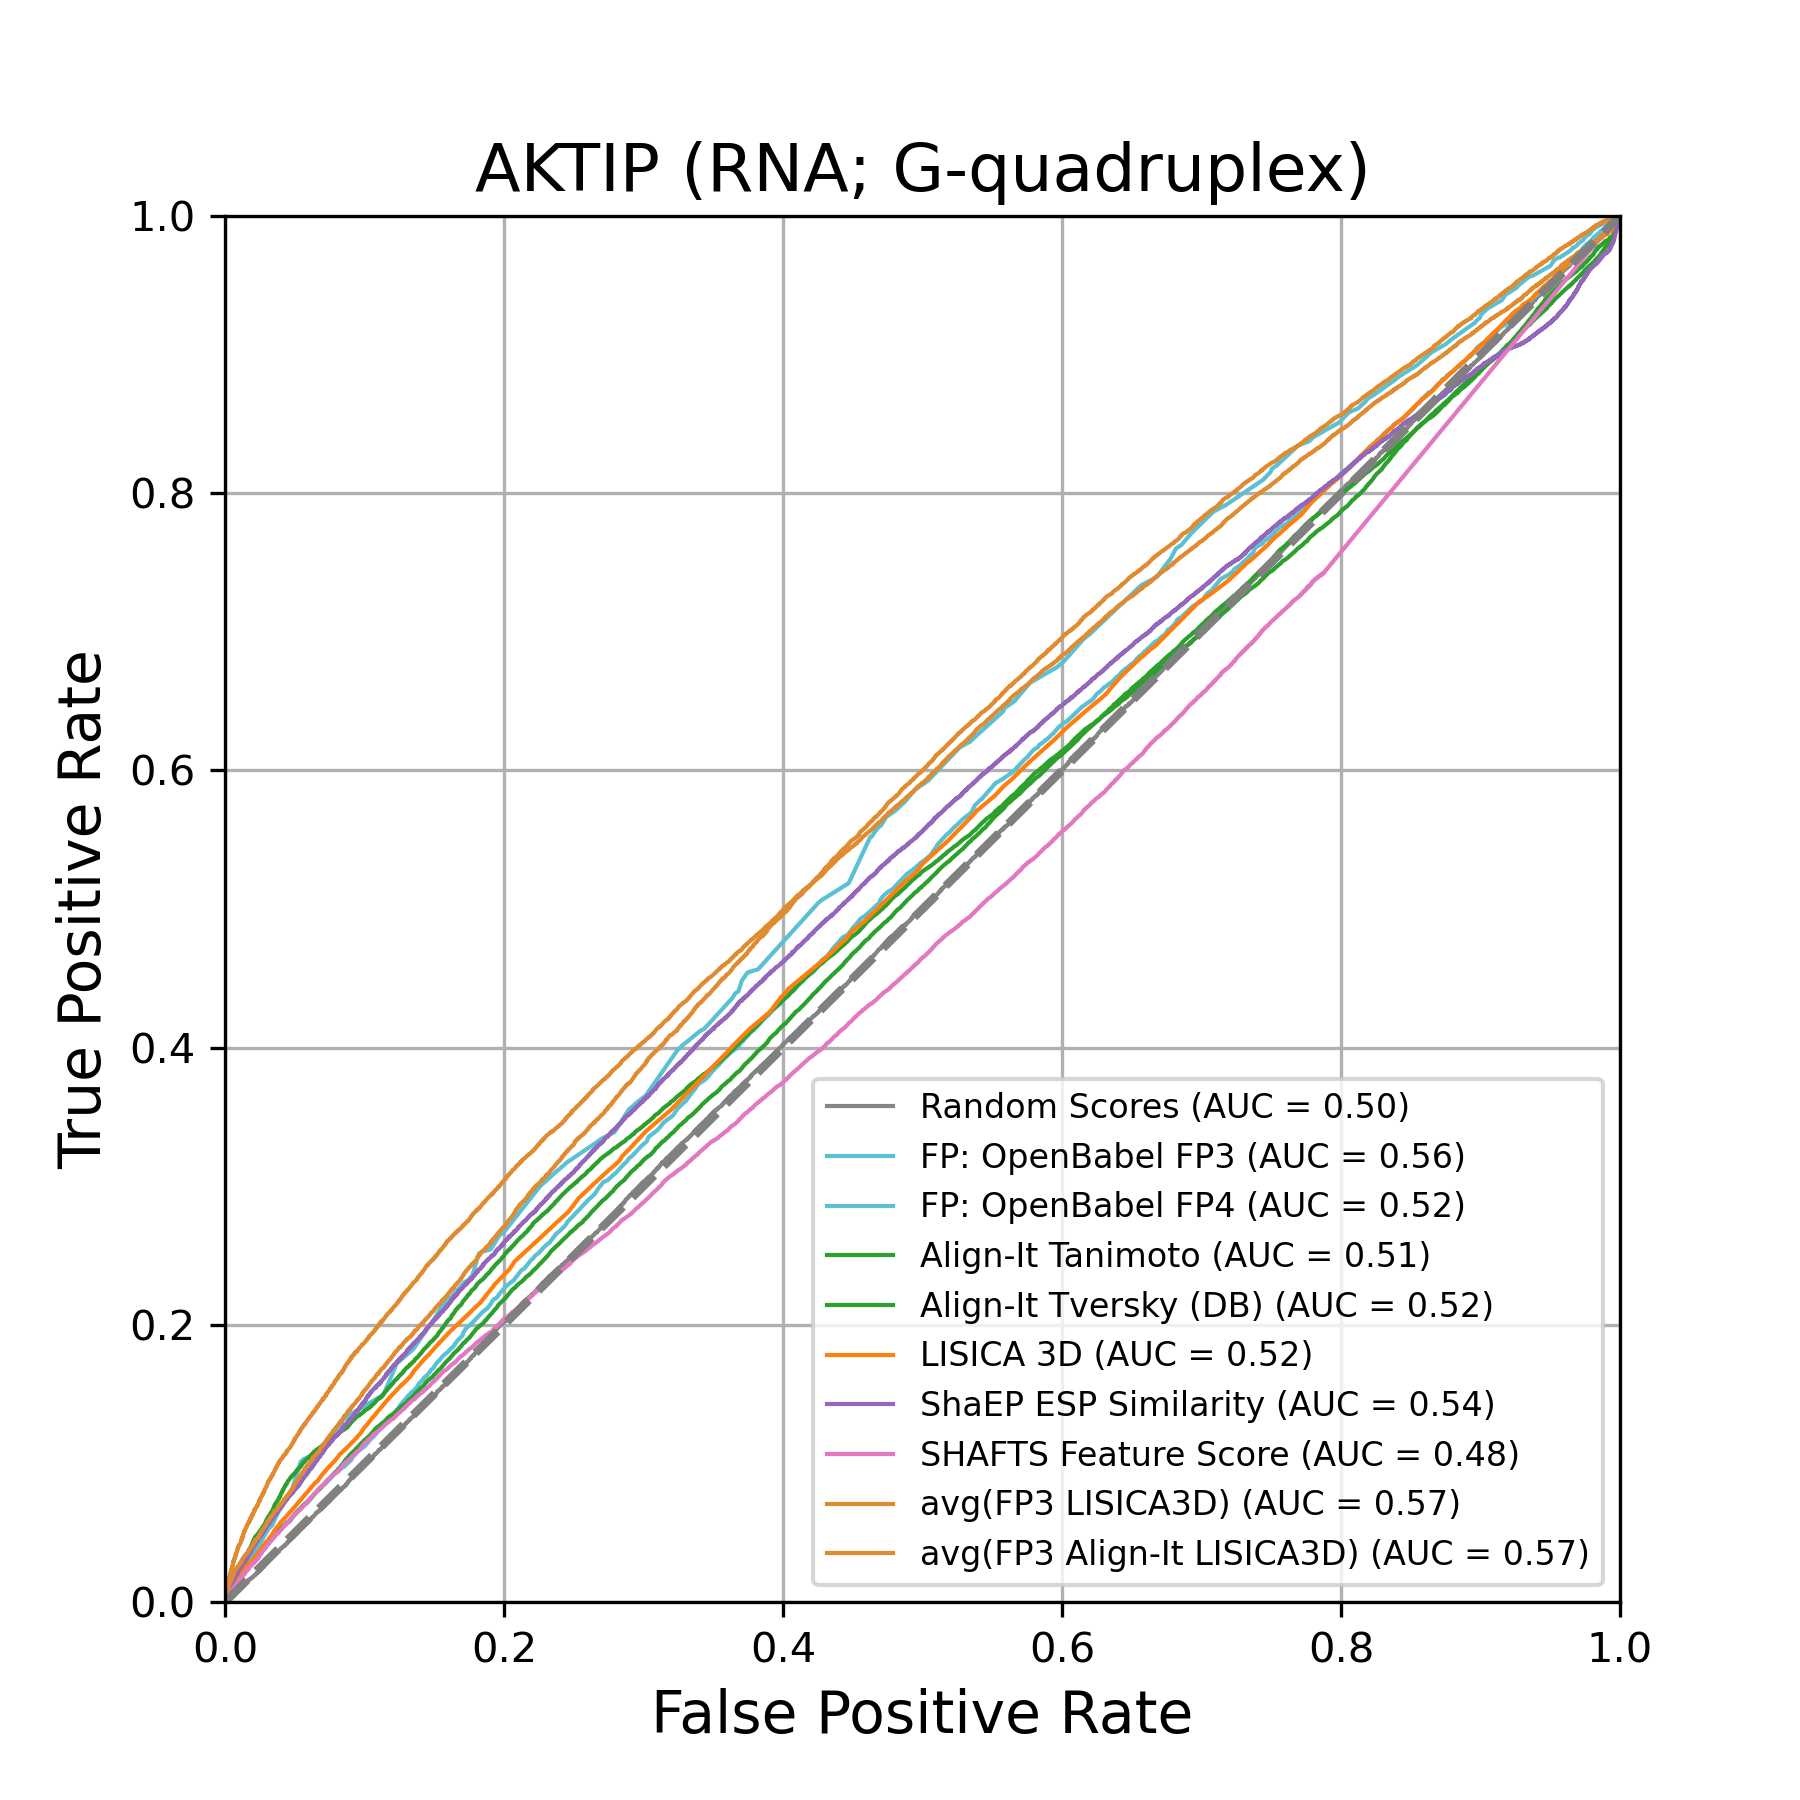 AKTIP (RNA; G-quadruplex)
1.0
0.8
0.6
0.4
0.2
0.0
True Positive Rate
Random Scores (AUC = 0.50)
FP: OpenBabel FP3 (AUC = 0.56)
FP: OpenBabel FP4 (AUC = 0.52)
Align-It Tanimoto (AUC = 0.51)
Align-It Tversky (DB) (AUC = 0.52)
LISICA 3D (AUC = 0.52)
ShaEP ESP Similarity (AUC = 0.54)
SHAFTS Feature Score (AUC = 0.48)
avg(FP3 LISICA3D) (AUC = 0.57)
avg(FP3 Align-It LISICA3D) (AUC = 0.57)
0.0 0.2 0.4 0.6 0.8 1.0
False Positive Rate